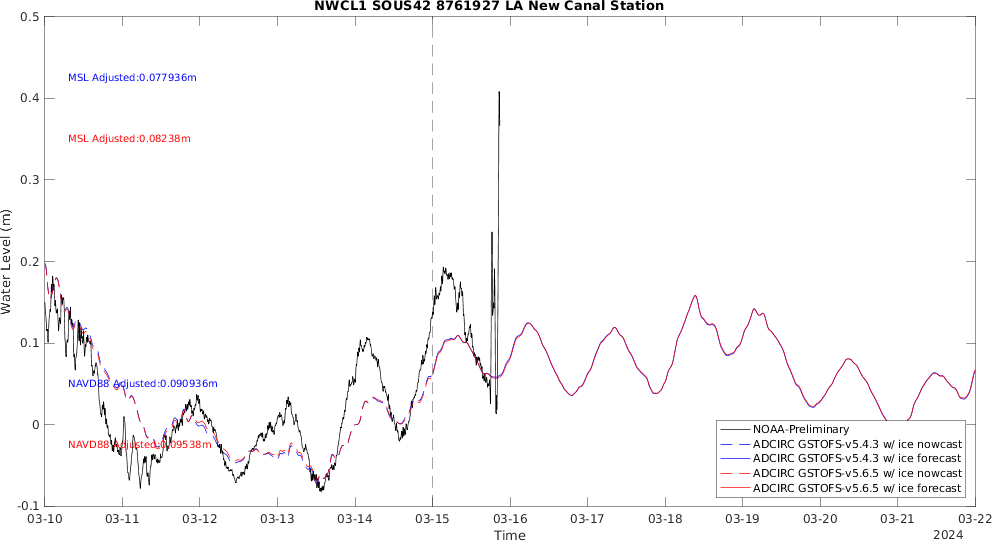 NWCL1 SOUS42 8761927 LA New Canal Station
0.5
0.4
0.3
0.2
0.1
0
-0.1
Water Level (m)
MSL Adjusted:0.077936m
MSL Adjusted:0.08238m
NAVD88 Adjusted:0.090936m
NAVD88 Adjusted:0.09538m
NOAA-Preliminary
ADCIRC GSTOFS-v5.4.3 w/ ice nowcast
ADCIRC GSTOFS-v5.4.3 w/ ice forecast
ADCIRC GSTOFS-v5.6.5 w/ ice nowcast
ADCIRC GSTOFS-v5.6.5 w/ ice forecast
03-10 03-11 03-12 03-13 03-14 03-15 03-16 03-17 03-18 03-19 03-20 03-21 03-22
Time
2024